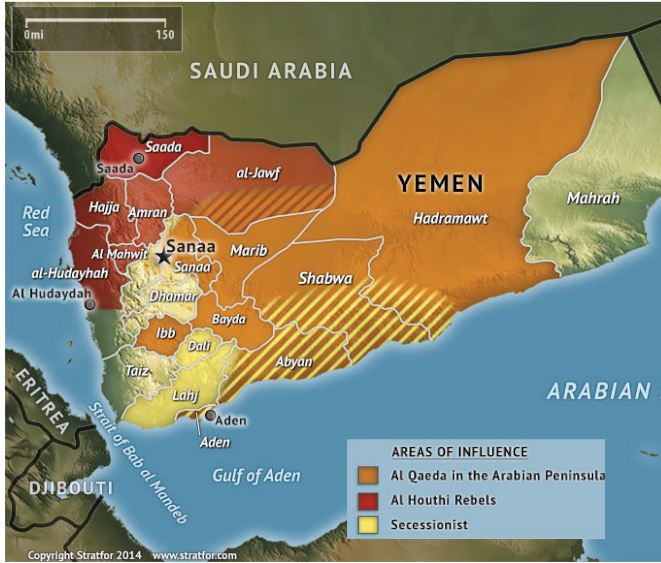 0mi 150
SAUDI ARABIA
Saada
Saada
al-Jawf
YEMEN
Mahrah
Red
Sea
Hajja
Amran
Hadramawt
Sanaa
Al Mahwit
Marib
al-Hudayhah
Sanaa
Shabwa
Al Hudaydah
Dhamar
Ibb
Bayda
Dali
Taiz
Abyan
Lahj
ERITREA
ARABIAN
Aden
Aden
Strait of Bab al Mandeb
Gulf of Aden
DJIBOUTI
AREAS OF INFLUENCE
Al Qaeda in the Arabian Peninsula
Al Houthi Rebels
Secessionist
Copyright Stratfor 2014 www.stratfor.com